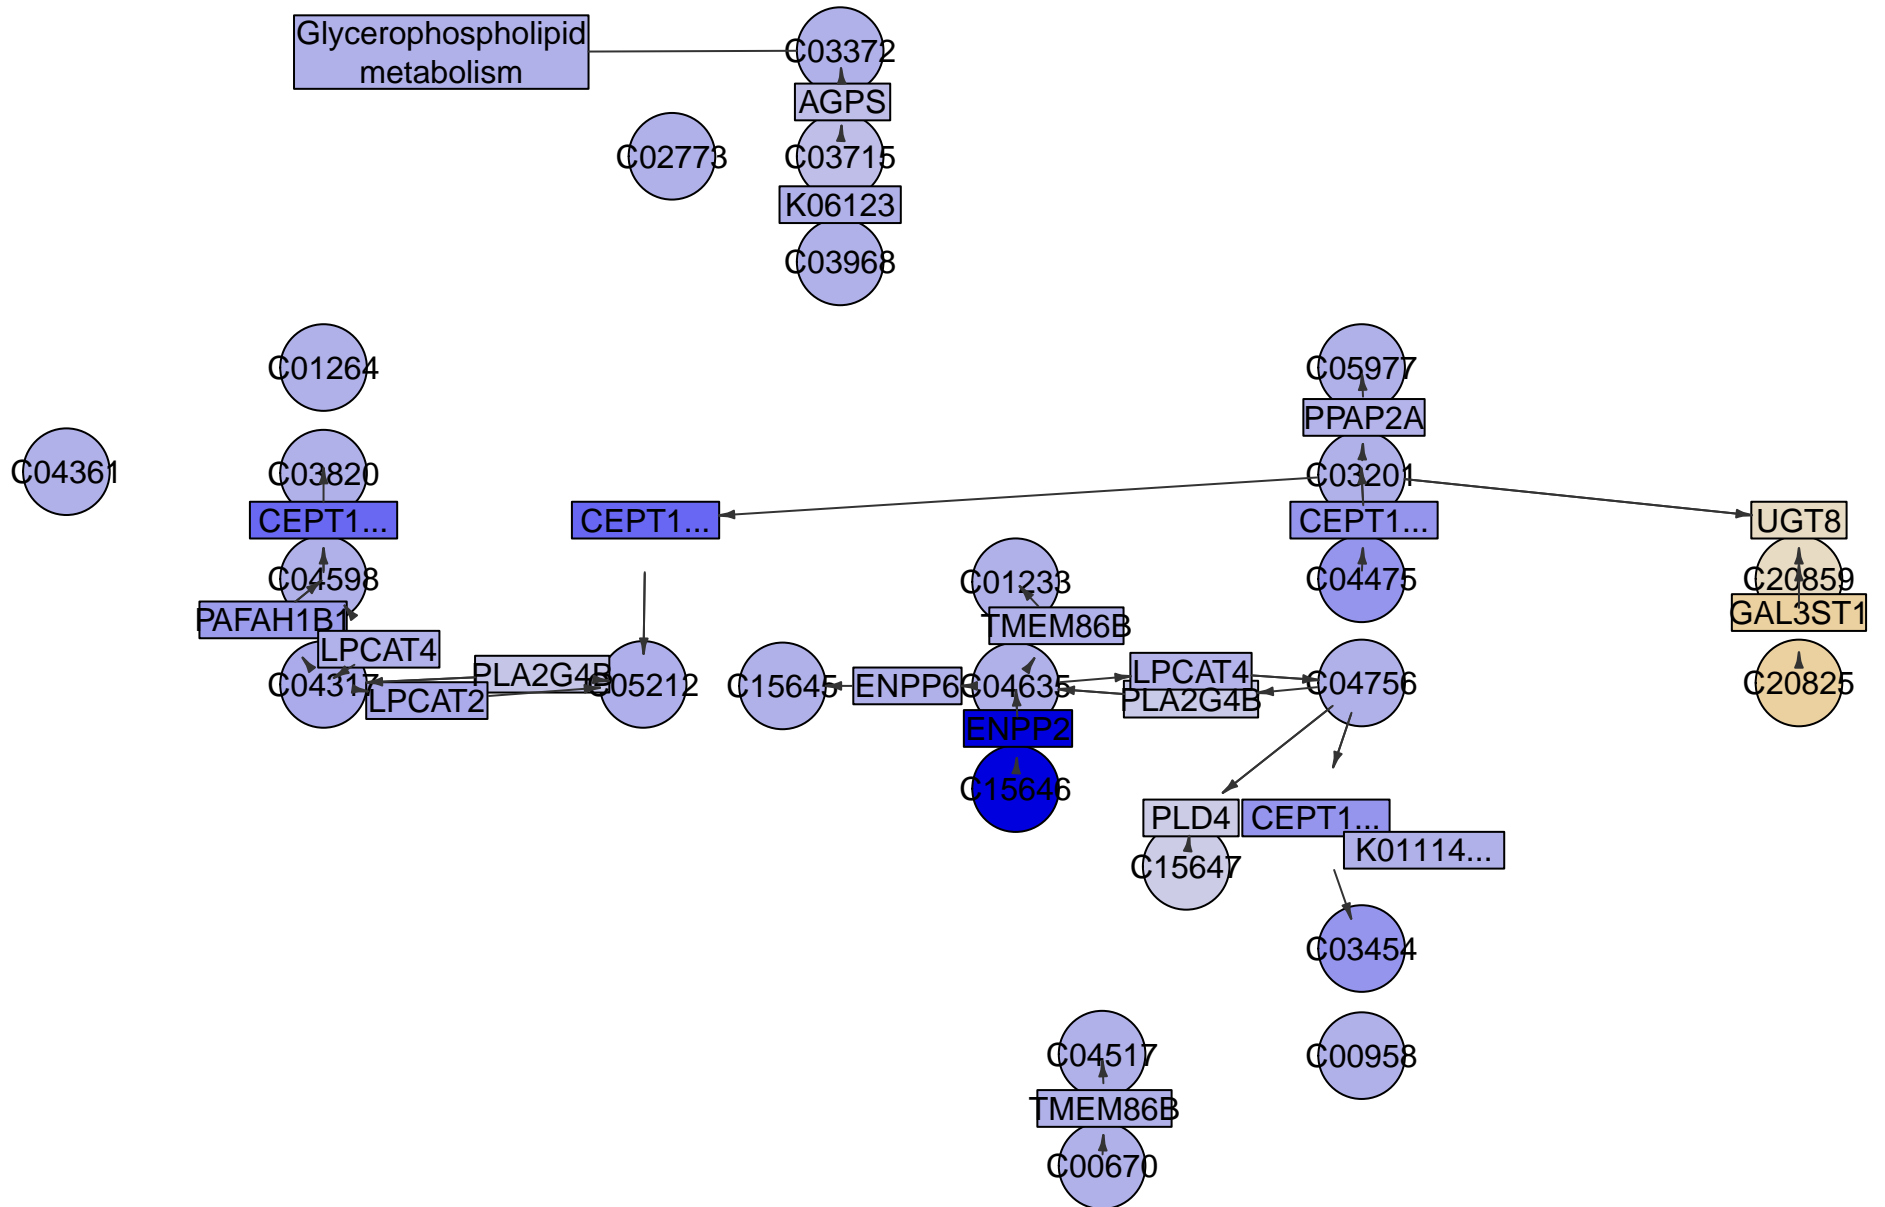 Glycerophospholipid
metabolism
C03372
AGPS
C02773
C03715
K06123
C03968
C01264
C05977
PPAP2A
C04361
C03820
C03201
CEPT1...
CEPT1...
CEPT1...
UGT8
C04598
C01233
C04475
C20859
PAFAH1B1
TMEM86B
GAL3ST1
LPCAT4
PLA2G4B
LPCAT4
C04317
C05212
C15645
ENPP6
C04635
C04756
C20825
LPCAT2
PLA2G4B
ENPP2
C15646
PLD4
CEPT1...
K01114...
C15647
C03454
C04517
C00958
TMEM86B
C00670